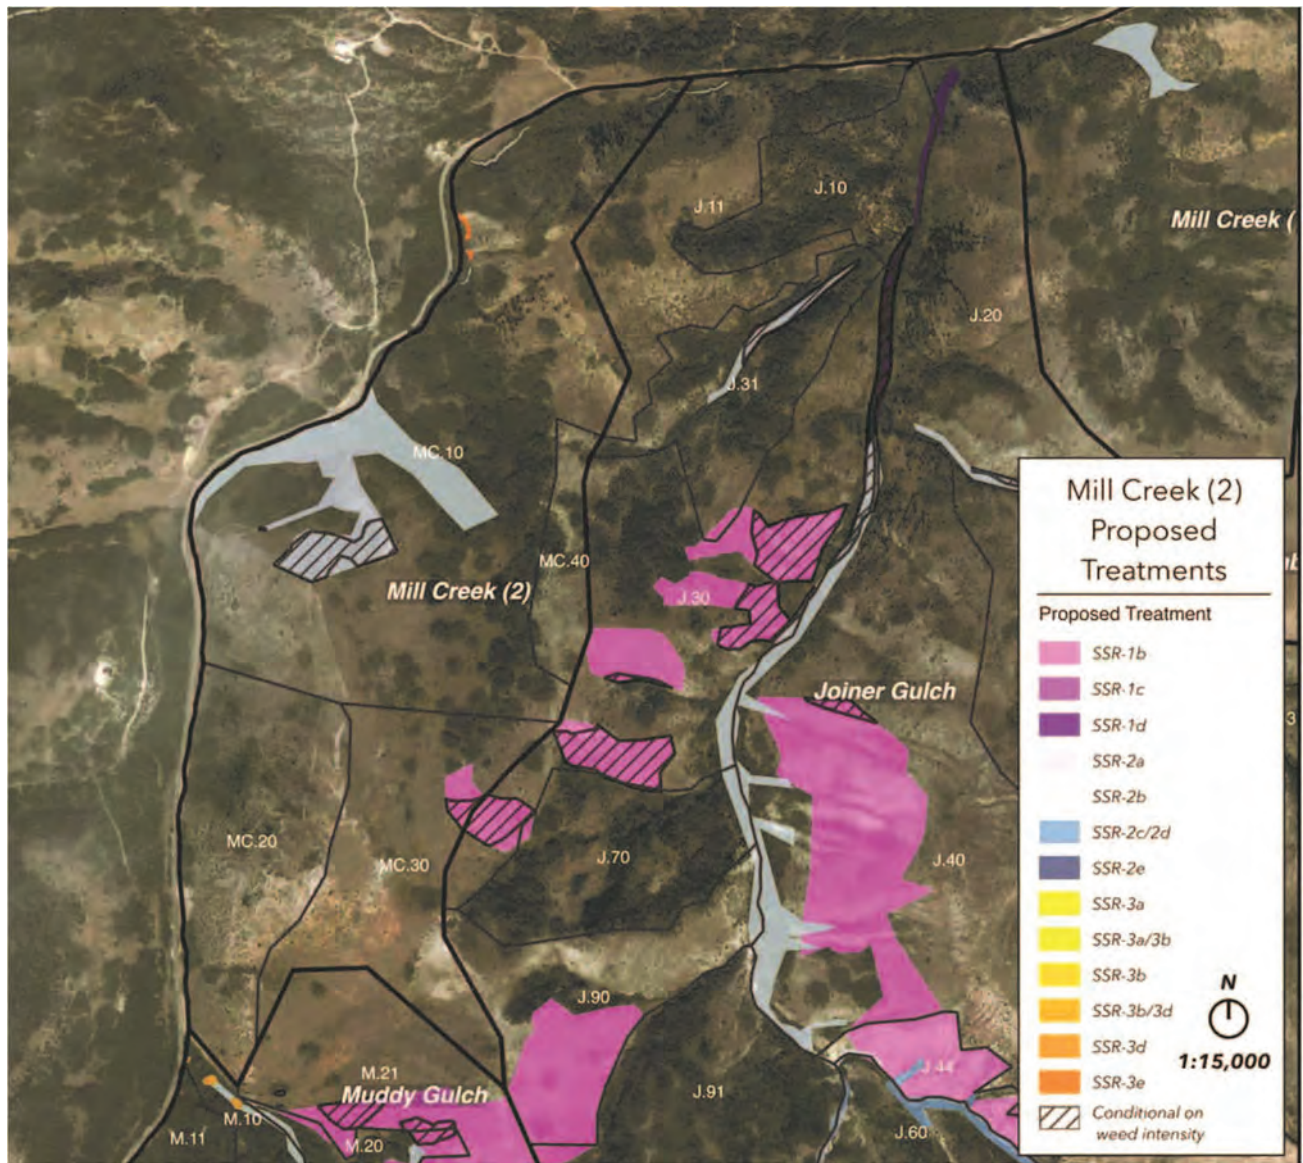 J.10
J.11
Mill Creek (
J.20
J.31
MC.10
MC.40
Mill Creek (2)
J.30
Joiner Gulch
MC.20
MC.30
J.70
J.40
J.90
M.21
Muddy Gulch
J.44
J.91
M.10
M.11
M.20
J.60
3
Mill Creek (2)
Proposed
Treatments
Proposed Treatment
SSR-1b
SSR-1c
SSR-1d
SSR-2a
SSR-2b
SSR-2c/2d
SSR-2e
SSR-3a
SSR-3a/3b
SSR-3b
SSR-3b/3d
SSR-3d
SSR-3e
Conditional on
weed intensity
N
1:15,000